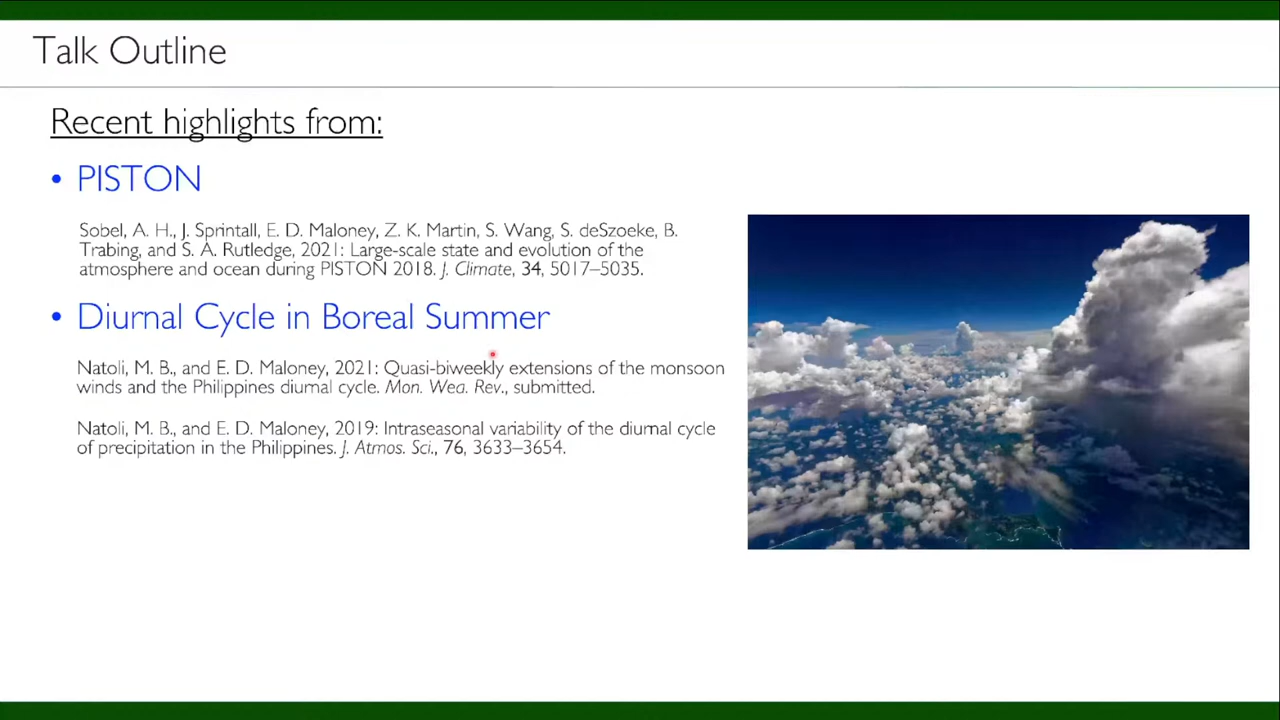 Talk Outline
Recent highlights from:
• PISTON
Sobel, A. H., J. Sprintall, E. D. Maloney, Z. K. Martin, S. Wang, S. deSzoeke, B.
Trabing, and S. A. Rutledge, 2021: Large-scale state and evolution of the
atmosphere and ocean during PISTON 2018. J. Climate, 34, 5017–5035.
• Diurnal Cycle in Boreal Summer
Natoli, M. B., and E. D. Maloney, 2021: Quasi-biweekly extensions of the monsoon
winds and the Philippines diurnal cycle. Mon. Wea. Rev., submitted.
Natoli, M. B., and E. D. Maloney, 2019: Intraseasonal variability of the diurnal cycle
of precipitation in the Philippines. J. Atmos. Sci., 76, 3633–3654.